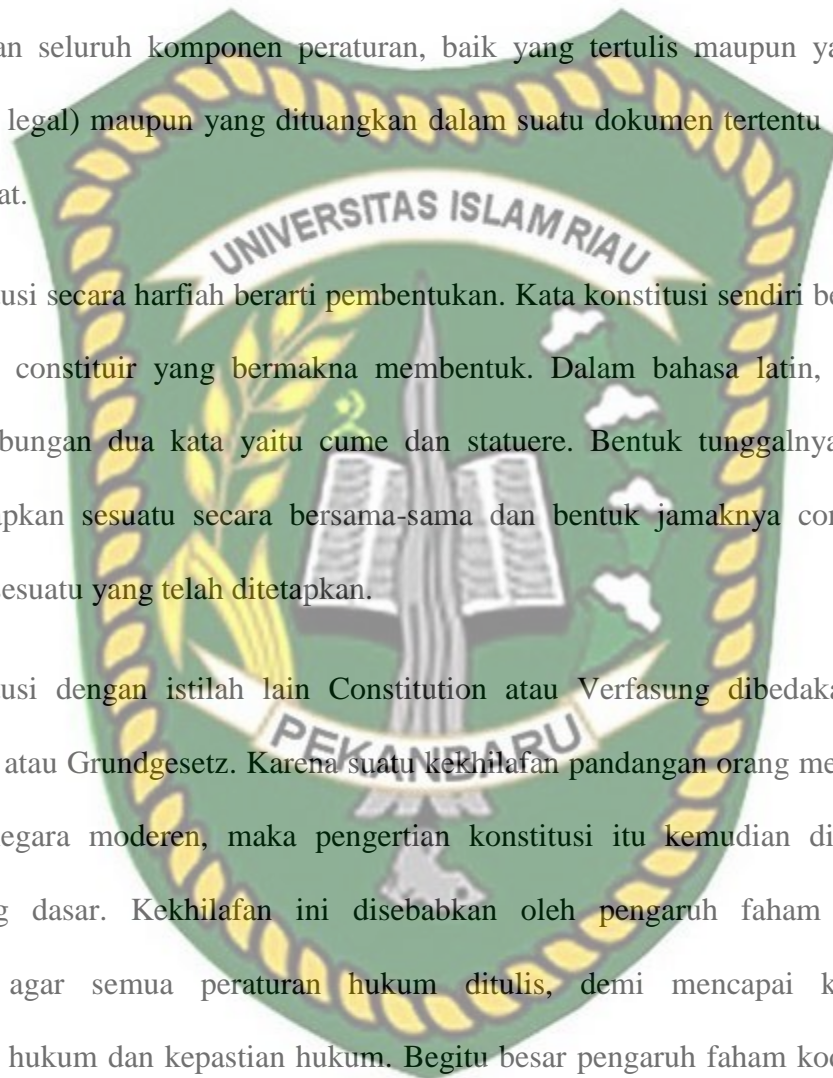 an seluruh komponen peraturan, baik yang tertulis maupun ya
legal) maupun yang dituangkan dalam suatu dokumen tertentu
at.
UNIVERSITAS ISLAM RIAU
usi secara harfiah berarti pembentukan. Kata konstitusi sendiri be
constituir yang bermakna membentuk. Dalam bahasa latin,
bungan dua kata yaitu cume dan statuere. Bentuk tunggalnya
apkan sesuatu secara bersama-sama dan bentuk jamaknya con
sesuatu yang telah ditetapkan.
usi dengan istilah lain Constitution atau Verfasung dibedaka
PEKANBARU
atau Grundgesetz. Karena suatu kekhilafan pandangan orang me
egara moderen, maka pengertian konstitusi itu kemudian di
g dasar. Kekhilafan ini disebabkan oleh pengaruh faham
agar semua peraturan hukum ditulis, demi mencapai k
hukum dan kepastian hukum. Begitu besar pengaruh faham kod